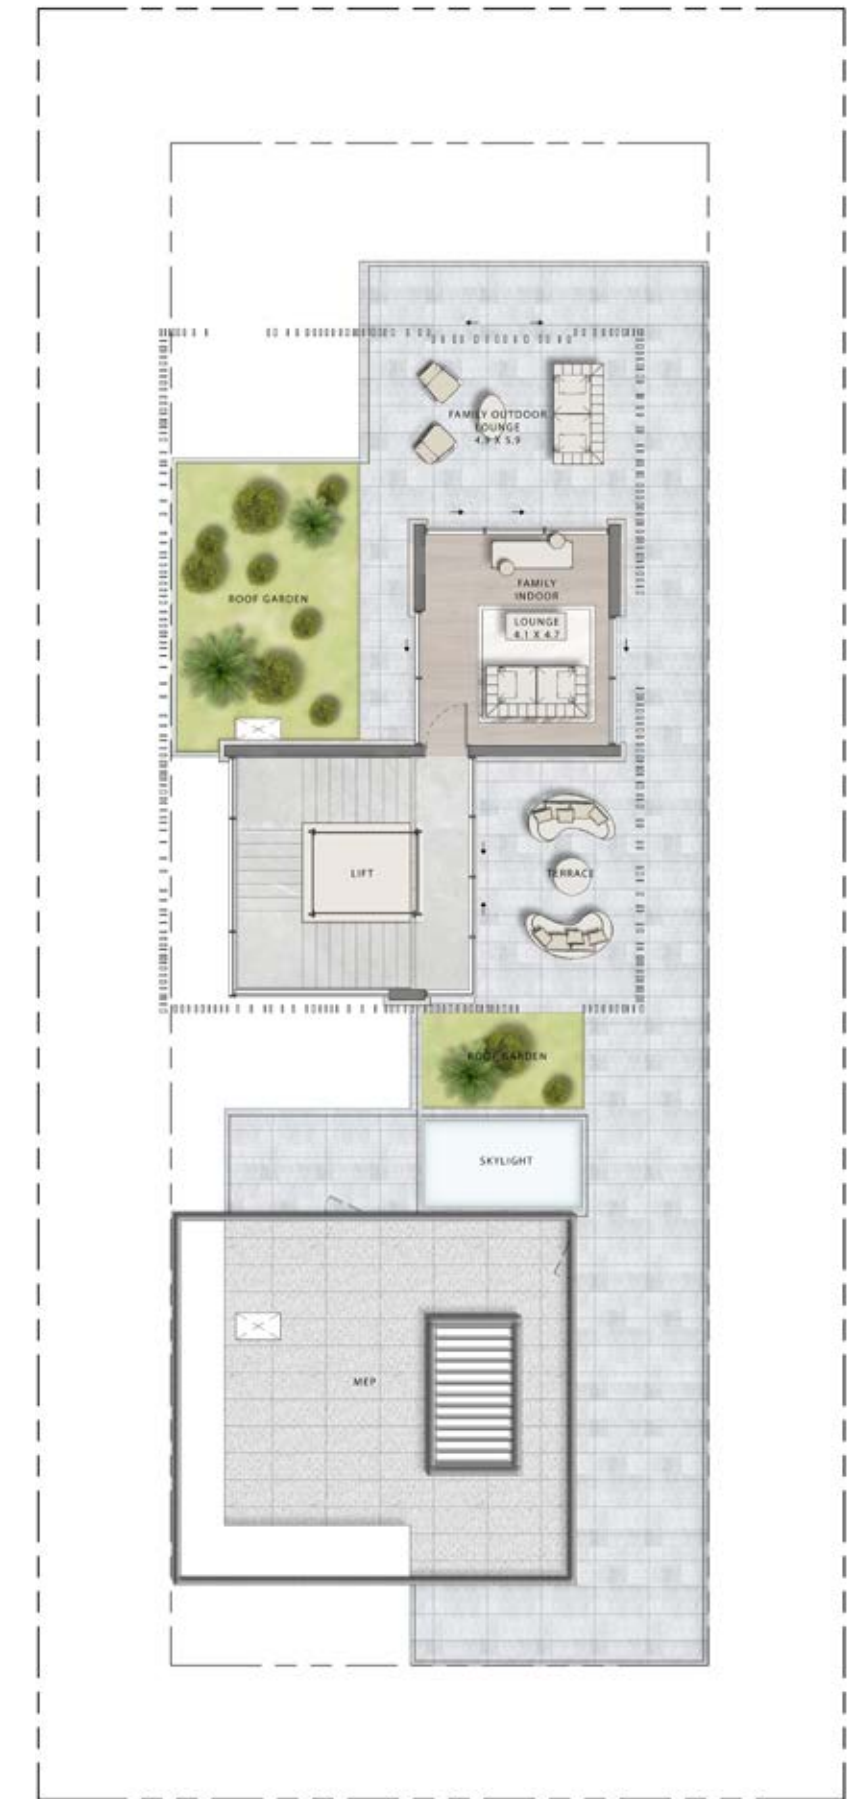 FAMILY OUTDOOR
LOUNGE
4.9 X 5.9
FAMILY
INDOOR
LOUNGE
4.1 X 4.7
ROOF GARDEN
LIFT
TERRACE
ROOF GARDEN
SKYLIGHT
MEP